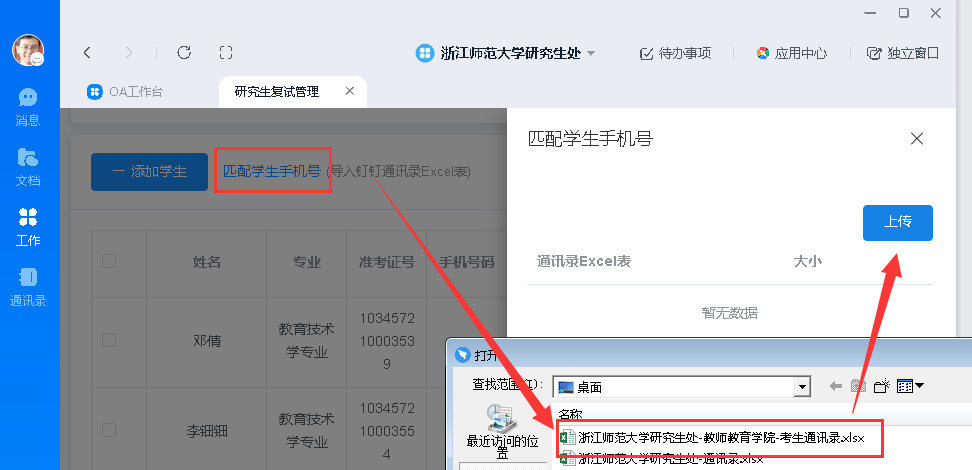 浙江师范大学研究生处
待办事项
应用中心
独立窗口
OA工作台
研究生复试管理
消息
文档
工作
通讯录
一 添加学生
匹配学生手机号 (导入钉钉通讯录Excel表)
姓名
专业
准考证号
手机号码
邓倩
教育技术
学专业
1034572
1000353
9
李钿钿
教育技术
学专业
1034572
1000355
4
匹配学生手机号
上传
通讯录Excel表
大小
暂无数据
打开
查找范围(I):
桌面
最近访问的位
置
名称
浙江师范大学研究生处-教师教育学院-考生通讯录.xlsx
浙江师范大学研究生处-通讯录.xlsx